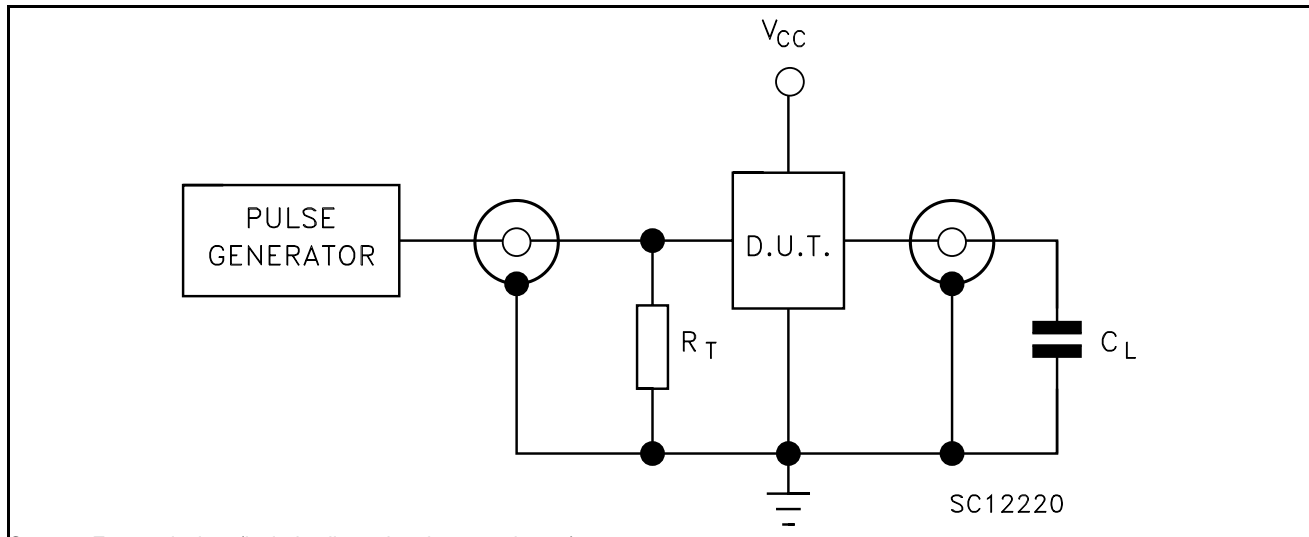 VCC
PULSE
GENERATOR
D.U.T.
RT
CL
SC12220